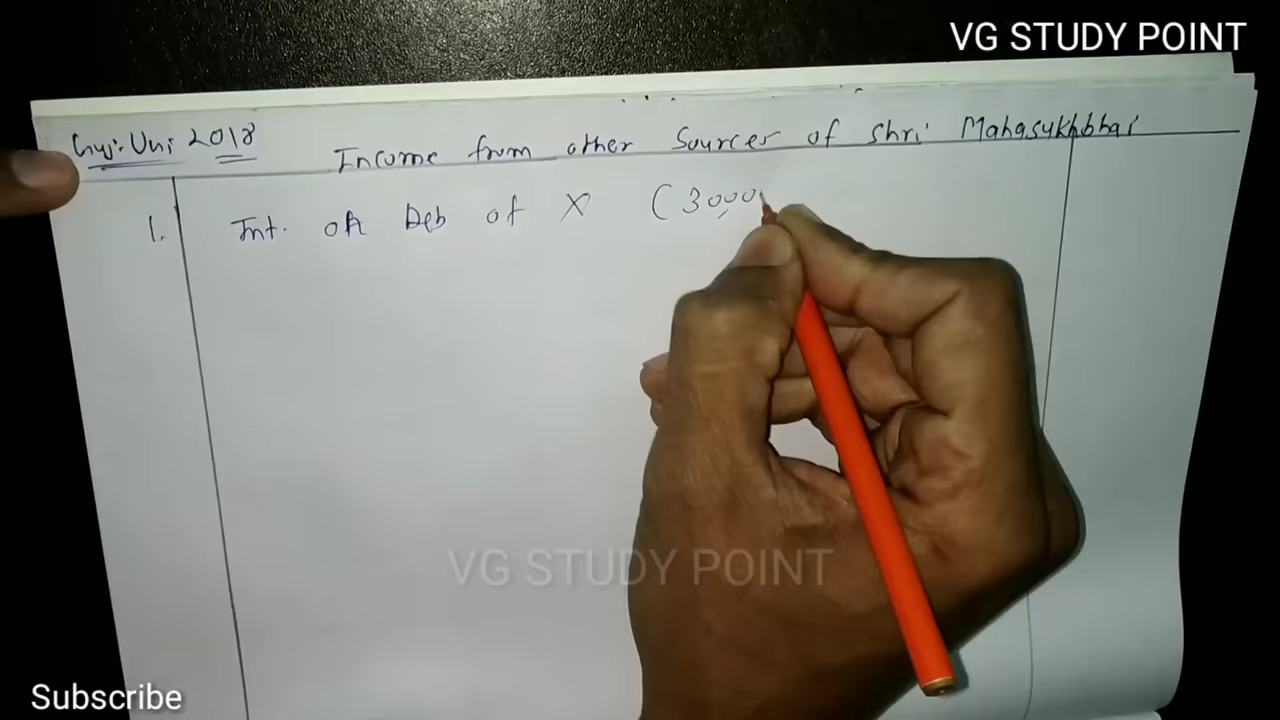 VG STUDY POINT
Guj. Uni 2018
Income from other Sources of Shri Mahasukhbhai
1. Int. on Deb of X (3000
VG STUDY POINT
Subscribe